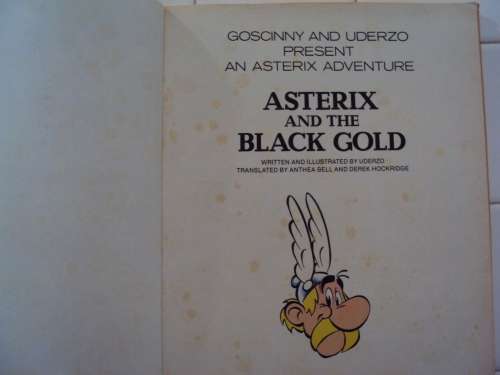 GOSCINNY AND UDERZO
PRESENT
AN ASTERIX ADVENTURE
ASTERIX
AND THE
BLACK GOLD
WRITTEN AND ILLUSTRATED BY UDERZO
TRANSLATED BY ANTHEA BELL AND DEREK HOCKRIDGE